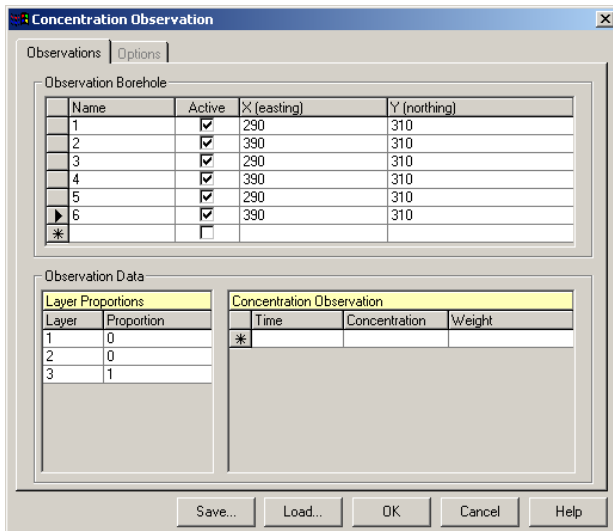 Concentration Observation
Observations Options
Observation Borehole
Name Active X (easting) Y (northing)
1 290 310
2 390 310
3 290 310
4 390 310
5 290 310
6 390 310
Observation Data
Layer Proportions
Layer Proportion
1 0
2 0
3 1
Concentration Observation
Time Concentration Weight
Save... Load... OK Cancel Help